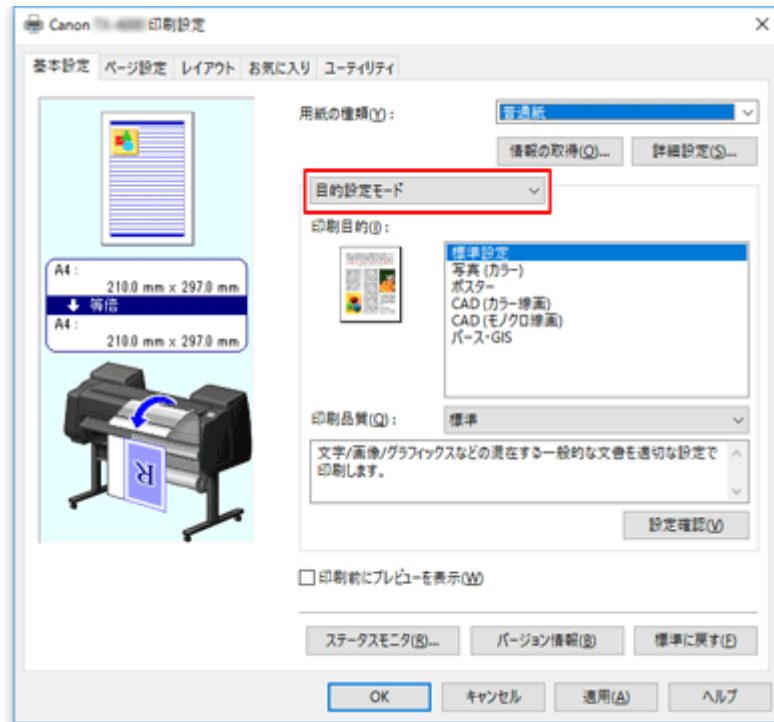 Canon 印刷設定
基本設定 ページ設定 レイアウト お気に入り ユーティリティ
用紙の種類(Y): 普通紙
情報の取得(O)... 詳細設定(S)...
目的設定モード
印刷目的(I):
標準設定
写真 (カラー)
ポスター
CAD (カラー線画)
CAD (モノクロ線画)
パース・GIS
A4 :
210.0 mm x 297.0 mm
等倍
A4 :
210.0 mm x 297.0 mm
R
印刷品質(Q): 標準
文字/画像/グラフィックスなどの混在する一般的な文書を適切な設定で
印刷します。
設定確認(V)
印刷前にプレビューを表示(W)
ステータスモニタ(R)... バージョン情報(B) 標準に戻す(F)
OK キャンセル 適用(A) ヘルプ